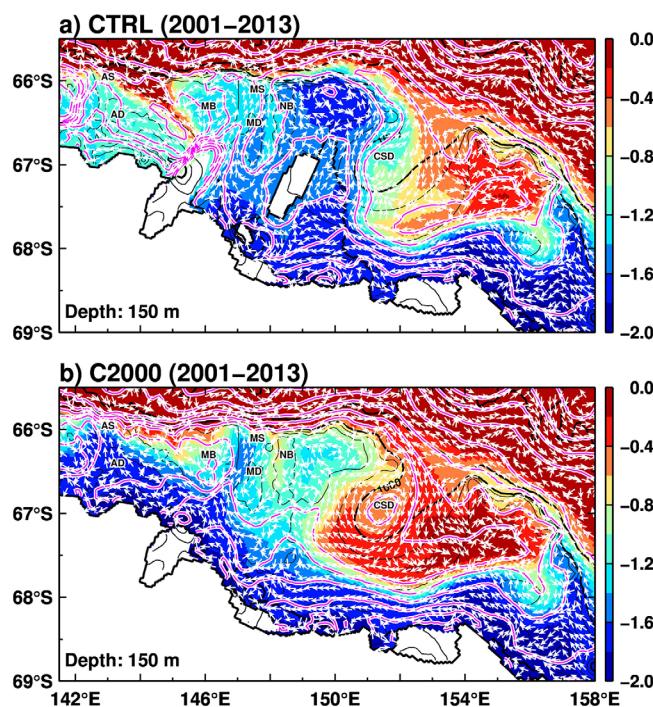 a) CTRL (2001−2013)
66°S
67°S
68°S
69°S
AS
AD
MB
MS
NB
MD
CSD
Depth: 150 m
0.0
−0.4
−0.8
−1.2
−1.6
−2.0
b) C2000 (2001−2013)
66°S
67°S
68°S
69°S
AS
AD
MB
MS
NB
MD
CSD
Depth: 150 m
0.0
−0.4
−0.8
−1.2
−1.6
−2.0
142°E
146°E
150°E
154°E
158°E